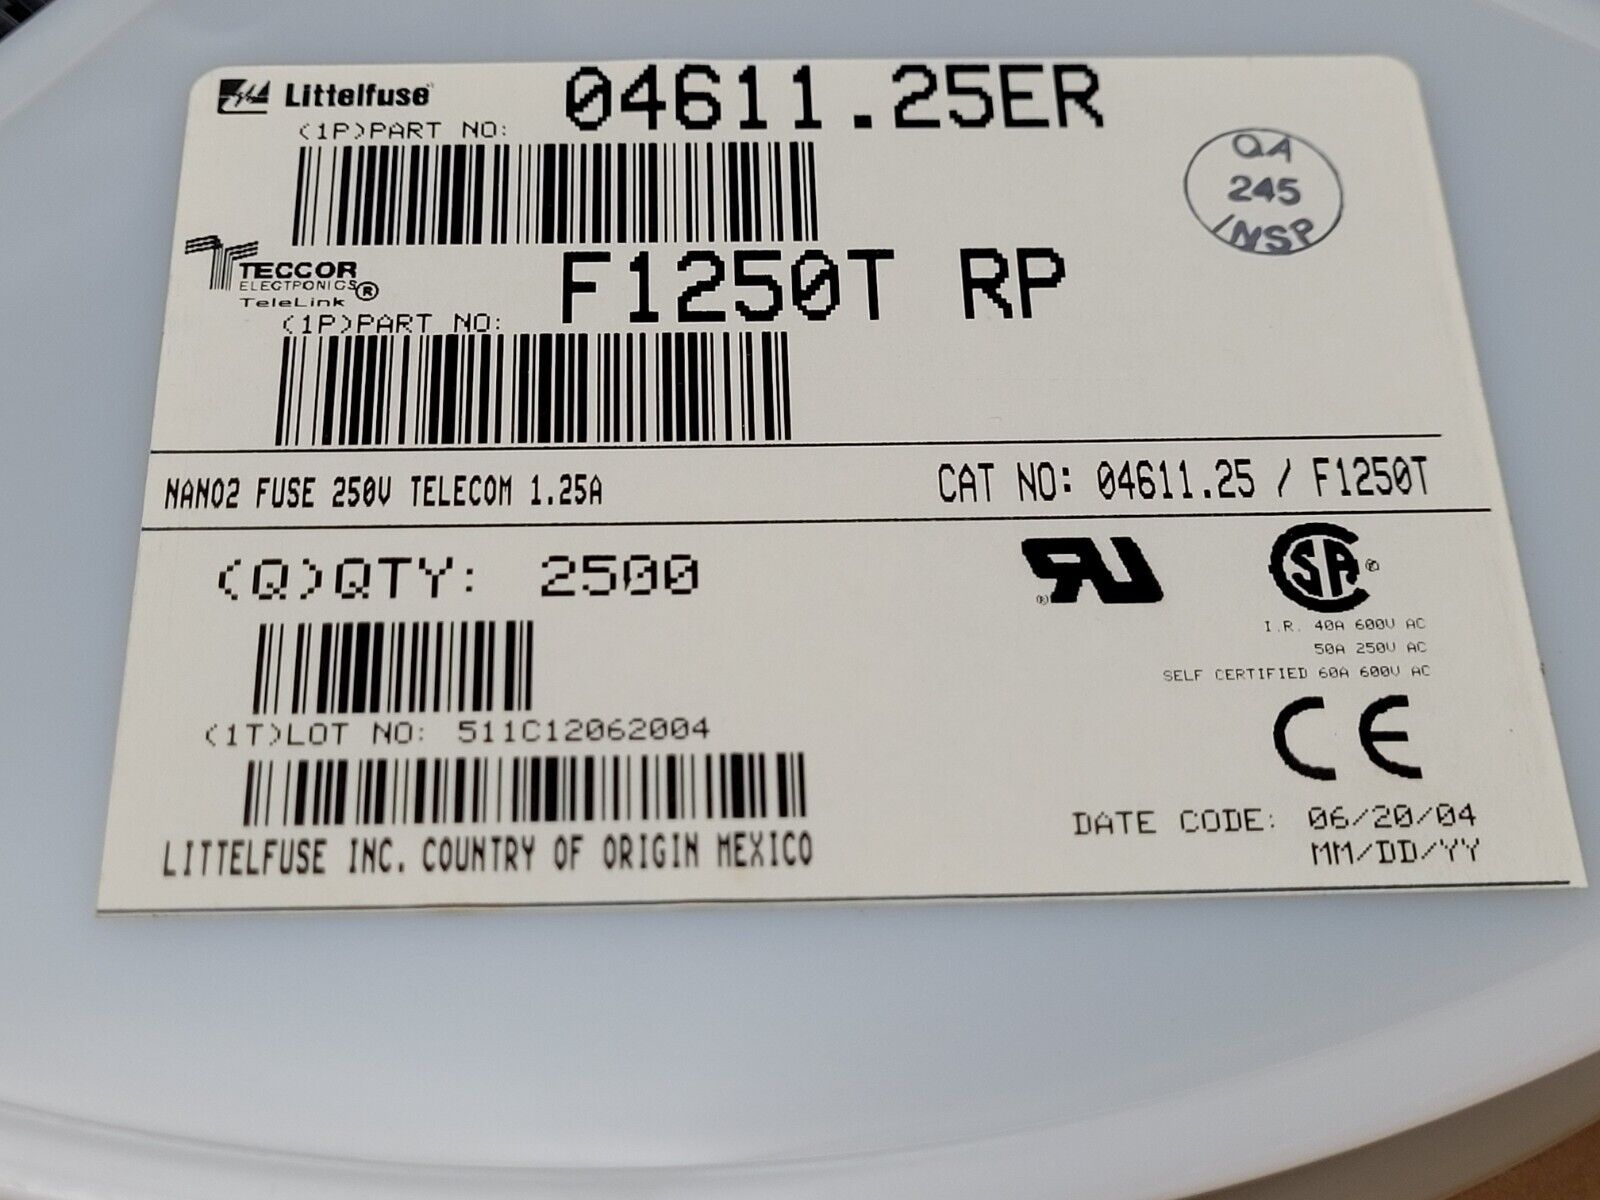 Littelfuse® 04611.25ER
(1P)PART NO:
QA
245
INSP
TECCOR
ELECTRONICS®
TeleLink
F1250T RP
(1P)PART NO:
NANO2 FUSE 250V TELECOM 1.25A CAT NO: 04611.25 / F1250T
(Q)QTY: 2500
RU®
SA®
I.R. 40A 600V AC
50A 250V AC
SELF CERTIFIED 60A 600V AC
(1T)LOT NO: 511C12062004
CE
DATE CODE: 06/20/04
MM/DD/YY
LITTELFUSE INC. COUNTRY OF ORIGIN MEXICO